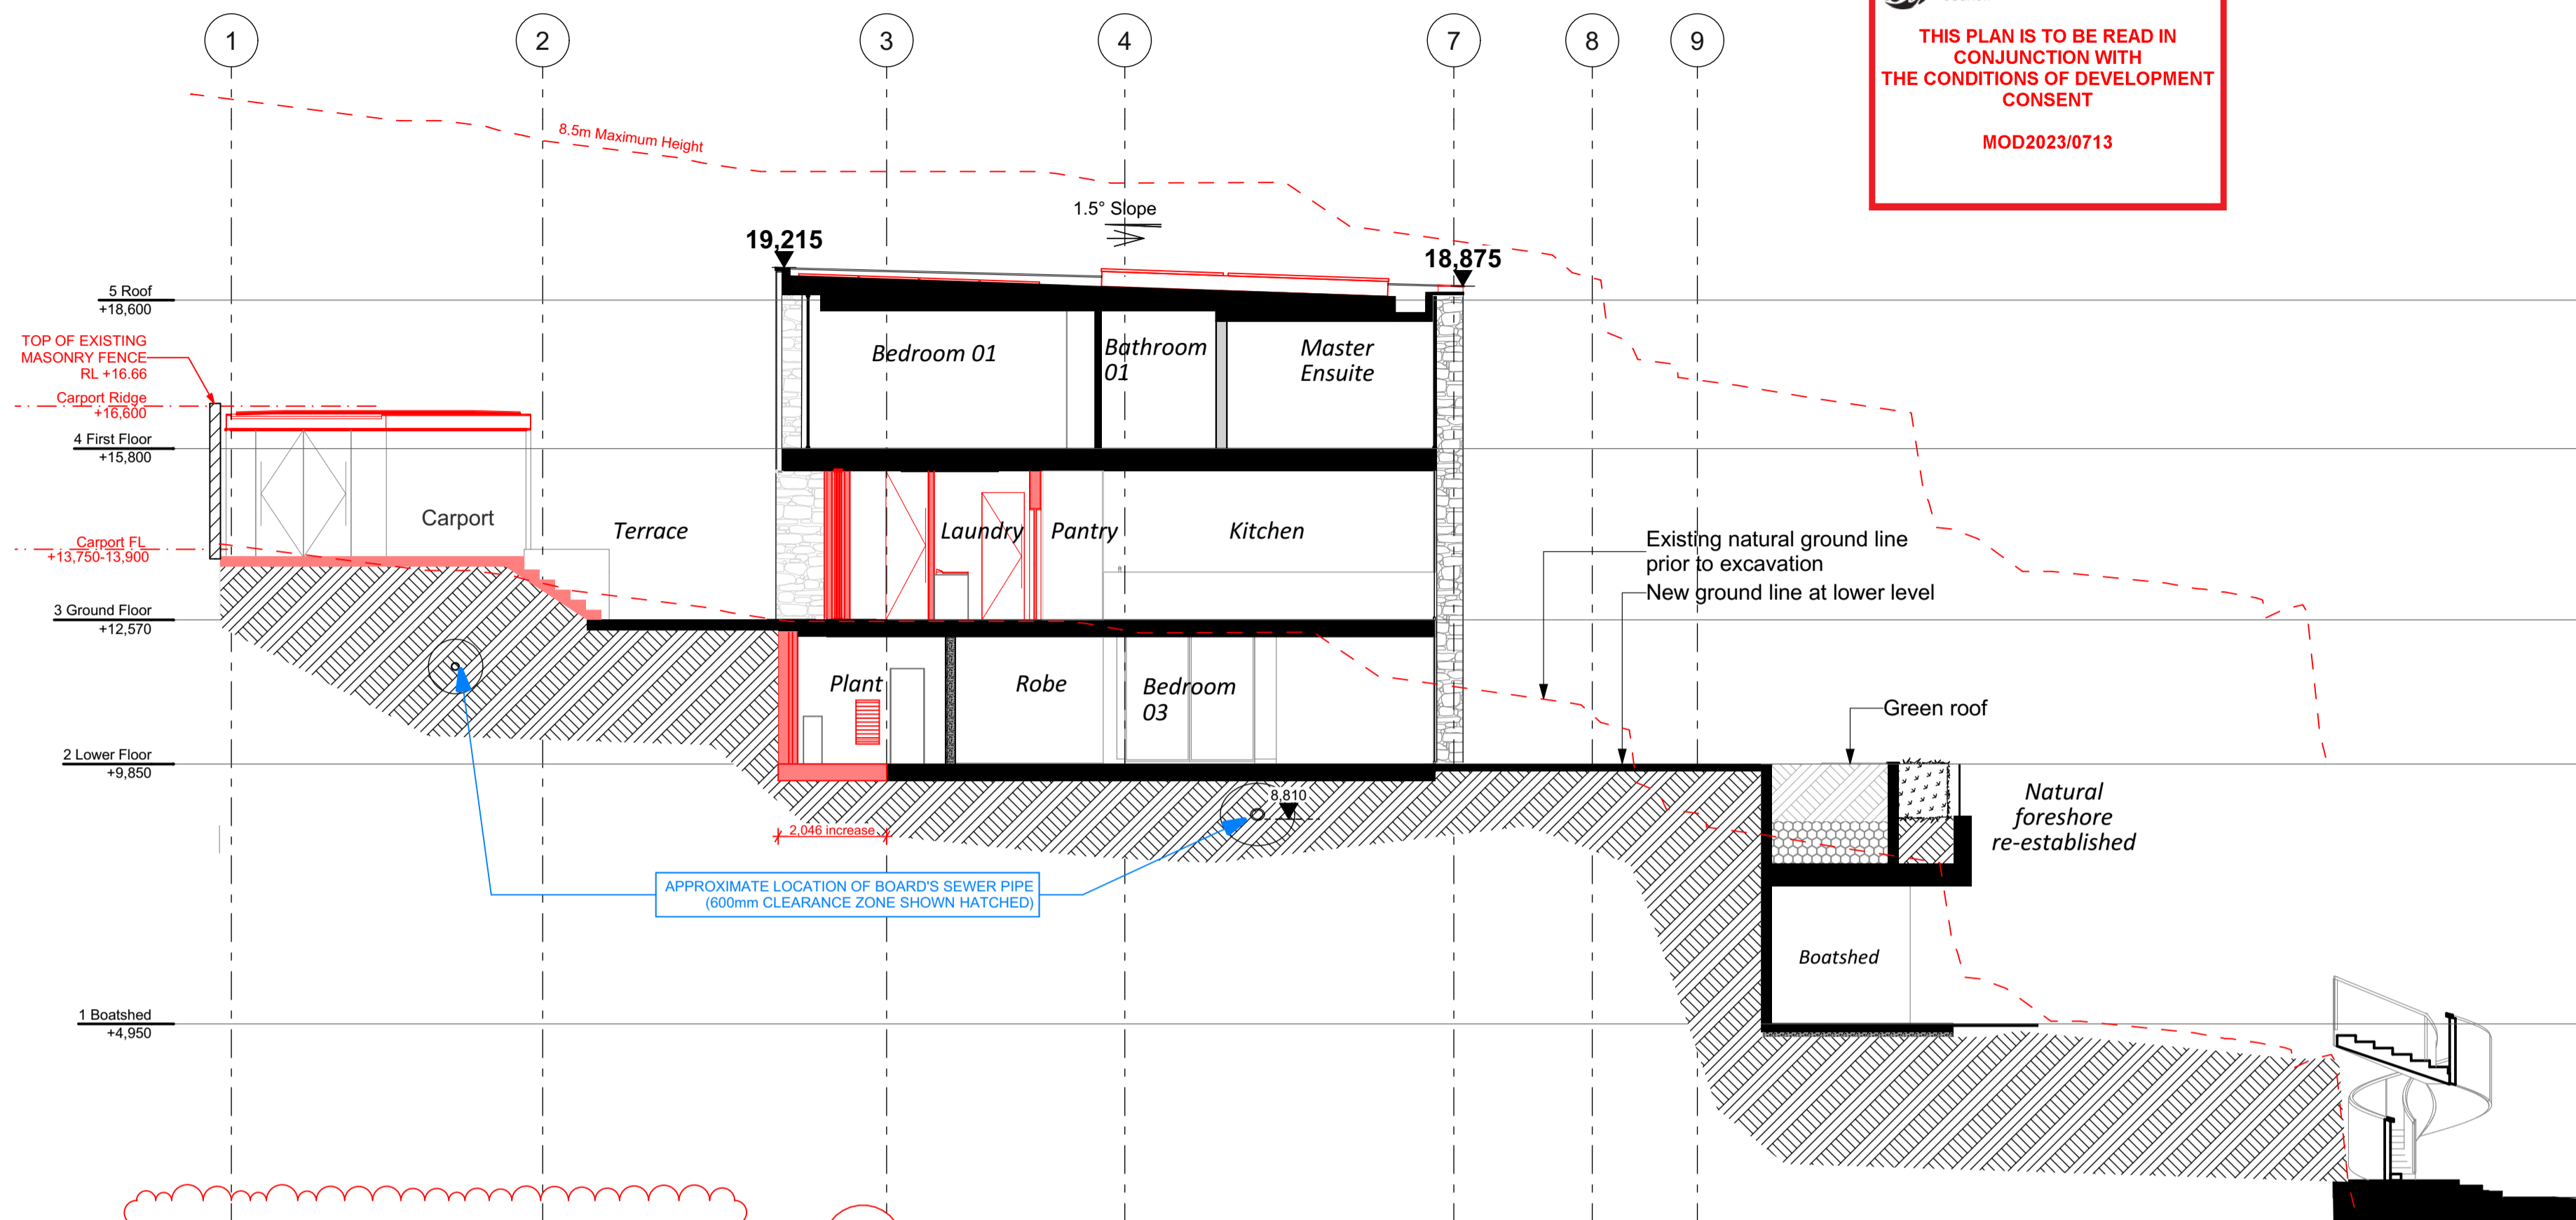 1
2
3
4
7
8
9
THIS PLAN IS TO BE READ IN
CONJUNCTION WITH
THE CONDITIONS OF DEVELOPMENT
CONSENT
MOD2023/0713
8.5m Maximum Height
1.5° Slope
19,215
18,875
5 Roof
+18,600
TOP OF EXISTING
MASONRY FENCE
RL +16.66
Carport Ridge
+16,600
4 First Floor
+15,800
Bedroom 01
Bathroom
01
Master
Ensuite
Carport
Terrace
Laundry
Pantry
Kitchen
Carport FL
+13,750-13,900
Existing natural ground line
prior to excavation
New ground line at lower level
3 Ground Floor
+12,570
Plant
Robe
Bedroom
03
Green roof
2 Lower Floor
+9,850
8,810
Natural
foreshore
re-established
2,046 increase
APPROXIMATE LOCATION OF BOARD'S SEWER PIPE
(600mm CLEARANCE ZONE SHOWN HATCHED)
Boatshed
1 Boatshed
+4,950